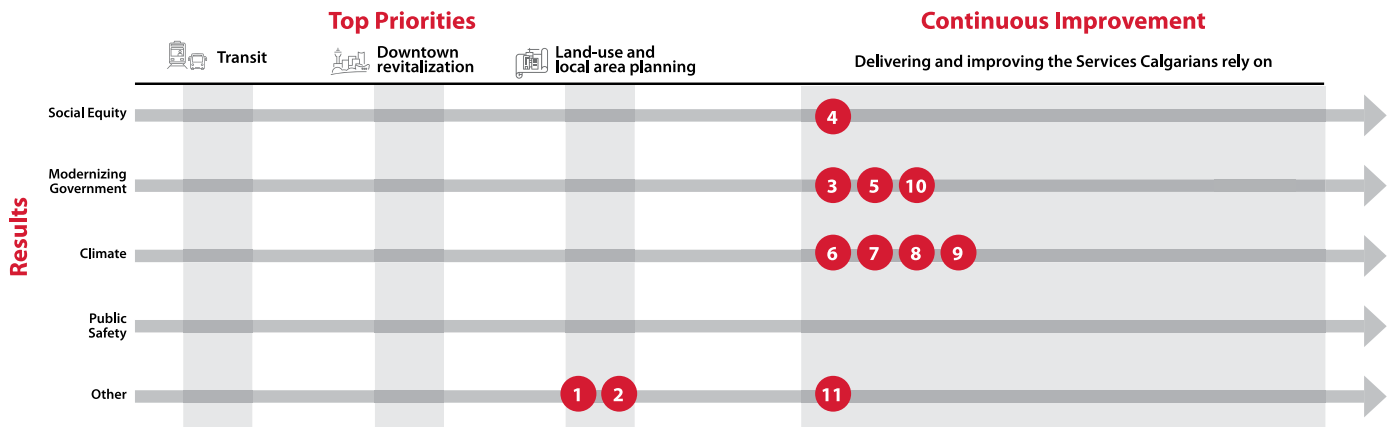 Top Priorities
Continuous Improvement
Transit
Downtown
revitalization
Land-use and
local area planning
Delivering and improving the Services Calgarians rely on
Results
Social Equity
4
Modernizing
Government
3 5 10
Climate
6 7 8 9
Public
Safety
Other
1 2 11